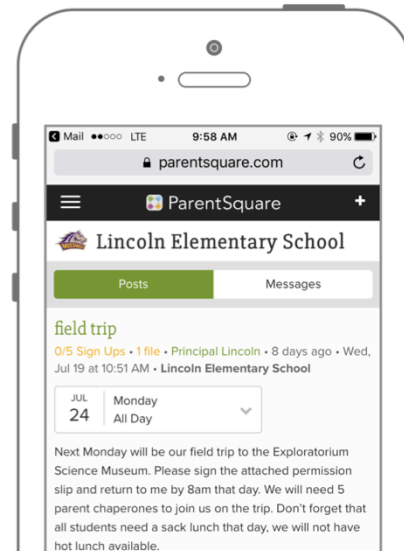 Mail LTE 9:58 AM 90%
parentsquare.com
ParentSquare +
Lincoln Elementary School
Posts Messages
field trip
0/5 Sign Ups • 1 file • Principal Lincoln • 8 days ago • Wed,
Jul 19 at 10:51 AM • Lincoln Elementary School
JUL Monday
24 All Day
Next Monday will be our field trip to the Exploratorium
Science Museum. Please sign the attached permission
slip and return to me by 8am that day. We will need 5
parent chaperones to join us on the trip. Don't forget that
all students need a sack lunch that day, we will not have
hot lunch available.